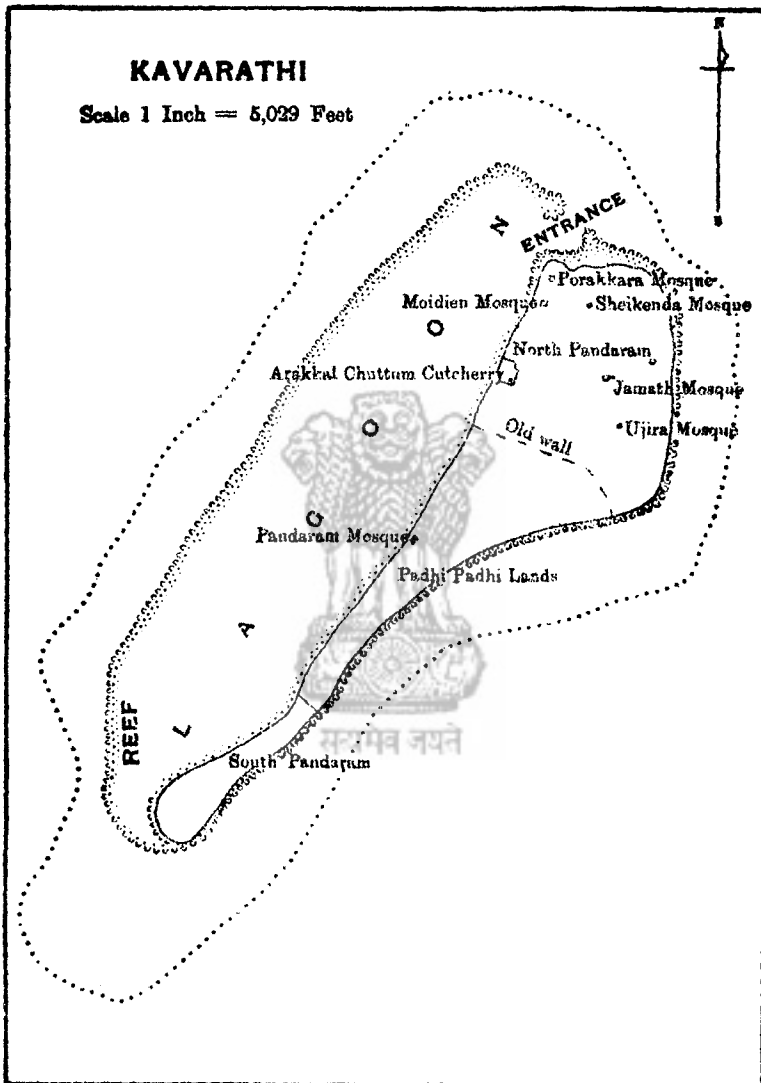 KAVARATHI
Scale 1 Inch = 5,029 Feet
N
S
ENTRANCE
Porakkara Mosque
Moidien Mosque
Sheikenda Mosque
North Pandaram
Arakkal Chuttum Cutcherry
Jamath Mosque
Old wall
Ujira Mosque
Pandaram Mosque
Padhi Padhi Lands
LAGOON
REEF
South Pandaram
सत्यमेव जयते